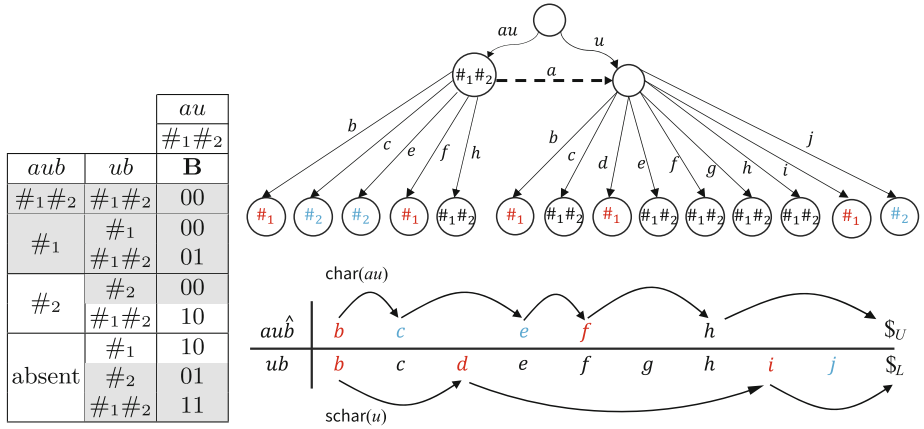 au
#₁#₂
aub ub B
#₁#₂ #₁#₂ 00
#₁ #₁ 00
#₁#₂ 01
#₂ #₂ 00
#₁#₂ 10
absent #₁ 10
#₂ 01
#₁#₂ 11
au u
#₁#₂ a
b c e f h b c d e f g h i j
#₁ #₂ #₂ #₁ #₁#₂ #₁ #₁#₂ #₁ #₁#₂ #₁#₂ #₁#₂ #₁#₂ #₁ #₂
char(au)
aub̂ b c e f h $U
ub b c d e f g h i j $L
schar(u)